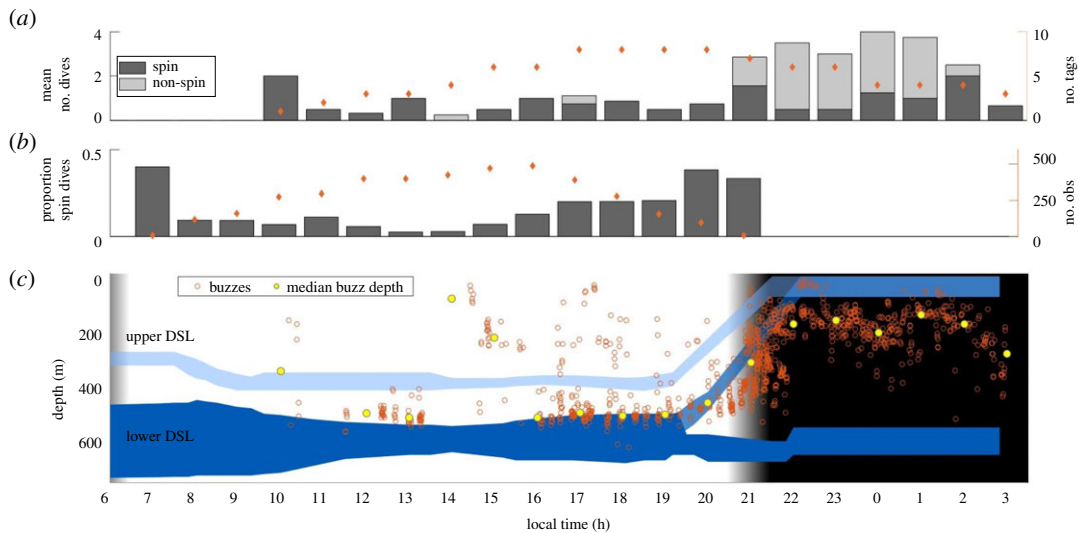 (a)
4
2
0
mean
no. dives
spin
non-spin
10
5
0
no. tags
(b)
0.5
0
proportion
spin dives
500
250
0
no. obs
(c)
0
200
400
600
depth (m)
buzzes
median buzz depth
upper DSL
lower DSL
6 7 8 9 10 11 12 13 14 15 16 17 18 19 20 21 22 23 0 1 2 3
local time (h)